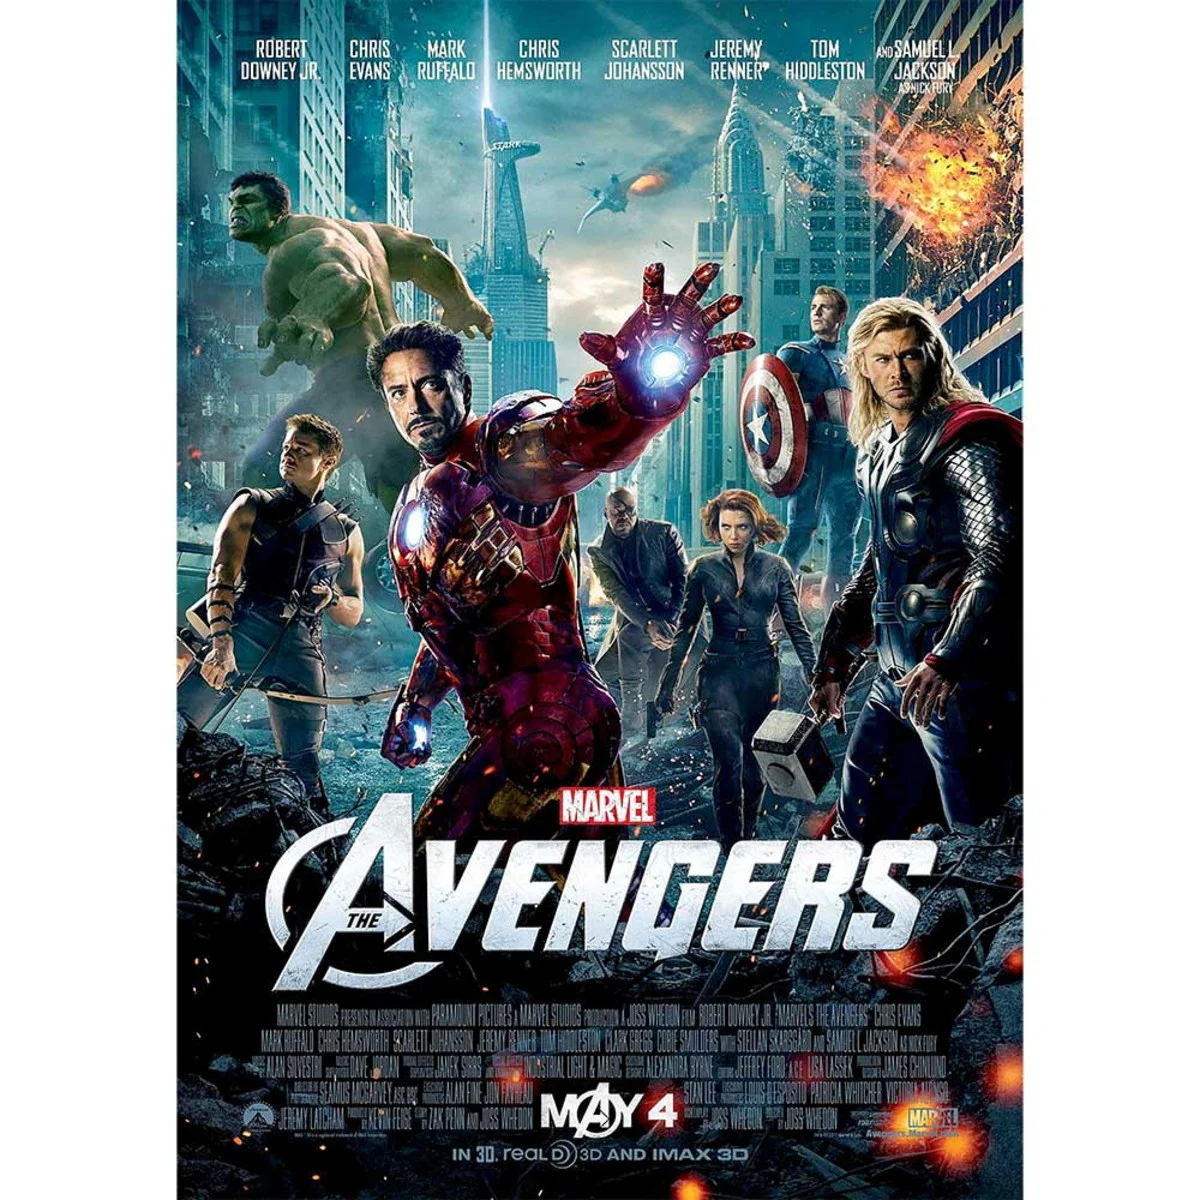 ROBERT DOWNEY JR.
CHRIS EVANS
MARK RUFFALO
CHRIS HEMSWORTH
SCARLETT JOHANSSON
JEREMY RENNER
TOM HIDDLESTON
AND SAMUEL L. JACKSON
AS NICK FURY
STARK
MARVEL
THE AVENGERS
MARVEL STUDIOS PRESENTS IN ASSOCIATION WITH PARAMOUNT PICTURES A MARVEL STUDIOS PRODUCTION A JOSS WHEDON FILM ROBERT DOWNEY JR. "MARVEL'S THE AVENGERS" CHRIS EVANS
MARK RUFFALO CHRIS HEMSWORTH SCARLETT JOHANSSON JEREMY RENNER TOM HIDDLESTON CLARK GREGG COBIE SMULDERS WITH STELLAN SKARSGÅRD AND SAMUEL L. JACKSON AS NICK FURY
ALAN SILVESTRI JANEK SIRRS INDUSTRIAL LIGHT & MAGIC ALEXANDRA BYRNE JEFFREY FORD, A.C.E. LISA LASSEK JAMES CHINLUND
SEAMUS MCGARVEY, ASC, BSC ALAN FINE JON FAVREAU STAN LEE LOUIS D'ESPOSITO PATRICIA WHITCHER VICTORIA ALONSO
JEREMY LATCHAM KEVIN FEIGE ZAK PENN AND JOSS WHEDON MAY 4 JOSS WHEDON JOSS WHEDON MARVEL
IN 3D, REAL D 3D AND IMAX 3D